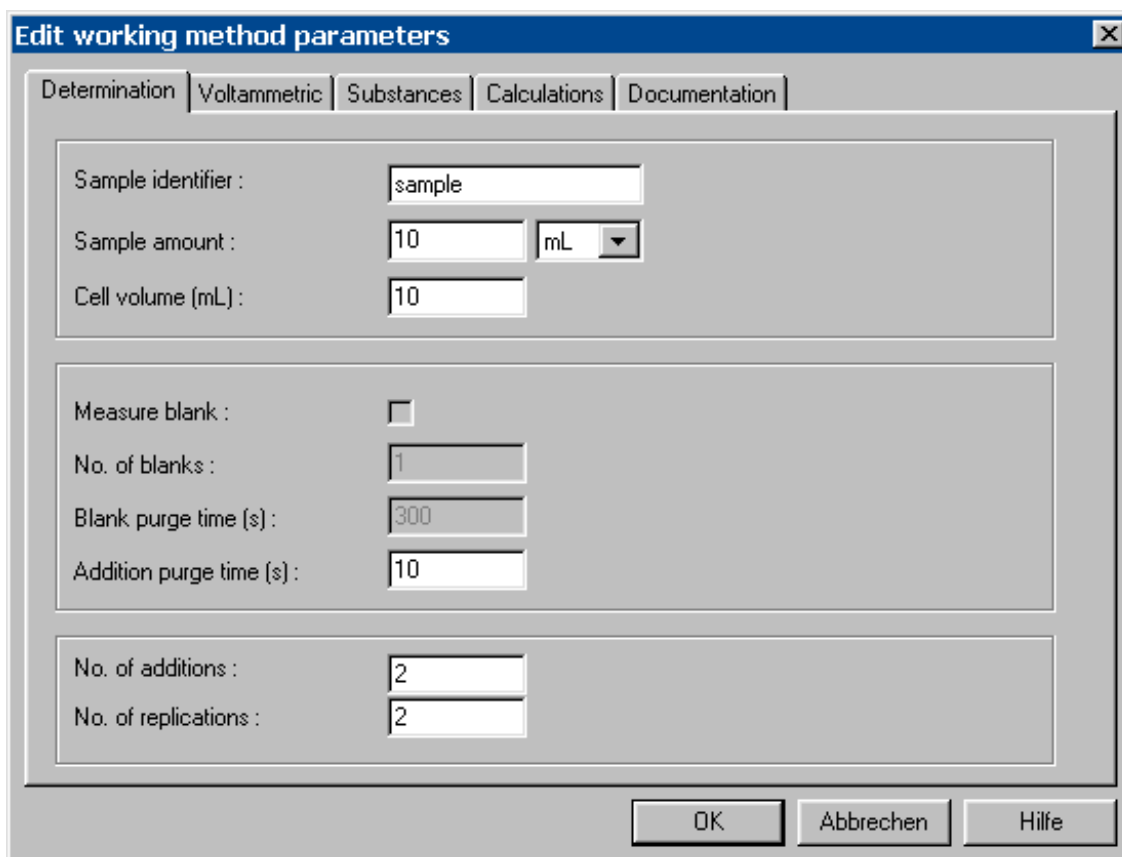 Edit working method parameters
Determination Voltammetric Substances Calculations Documentation
Sample identifier : sample
Sample amount : 10 mL
Cell volume (mL) : 10
Measure blank :
No. of blanks : 1
Blank purge time (s) : 300
Addition purge time (s) : 10
No. of additions : 2
No. of replications : 2
OK Abbrechen Hilfe